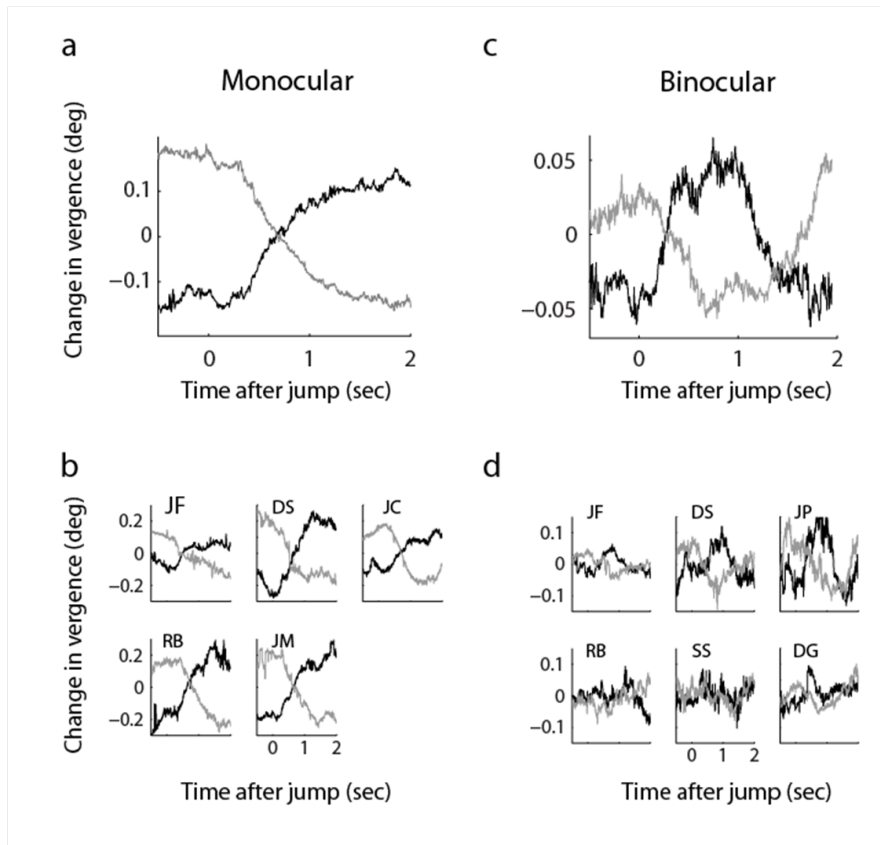 a
Monocular
Change in vergence (deg)
0.1
0
−0.1
0 1 2
Time after jump (sec)
c
Binocular
0.05
0
−0.05
0 1 2
Time after jump (sec)
b
Change in vergence (deg)
JF DS JC
0.2
0
−0.2
RB JM
0.2
0
−0.2
0 1 2
Time after jump (sec)
d
JF DS JP
0.1
0
−0.1
RB SS DG
0.1
0
−0.1
0 1 2
Time after jump (sec)